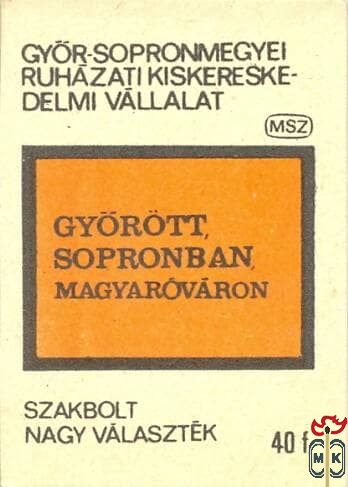 GYŐR-SOPRONMEGYEI
RUHÁZATI KISKERESKE-
DELMI VÁLLALAT
MSZ
GYŐRÖTT,
SOPRONBAN,
MAGYARÓVÁRON
SZAKBOLT
NAGY VÁLASZTÉK
40 f
M K